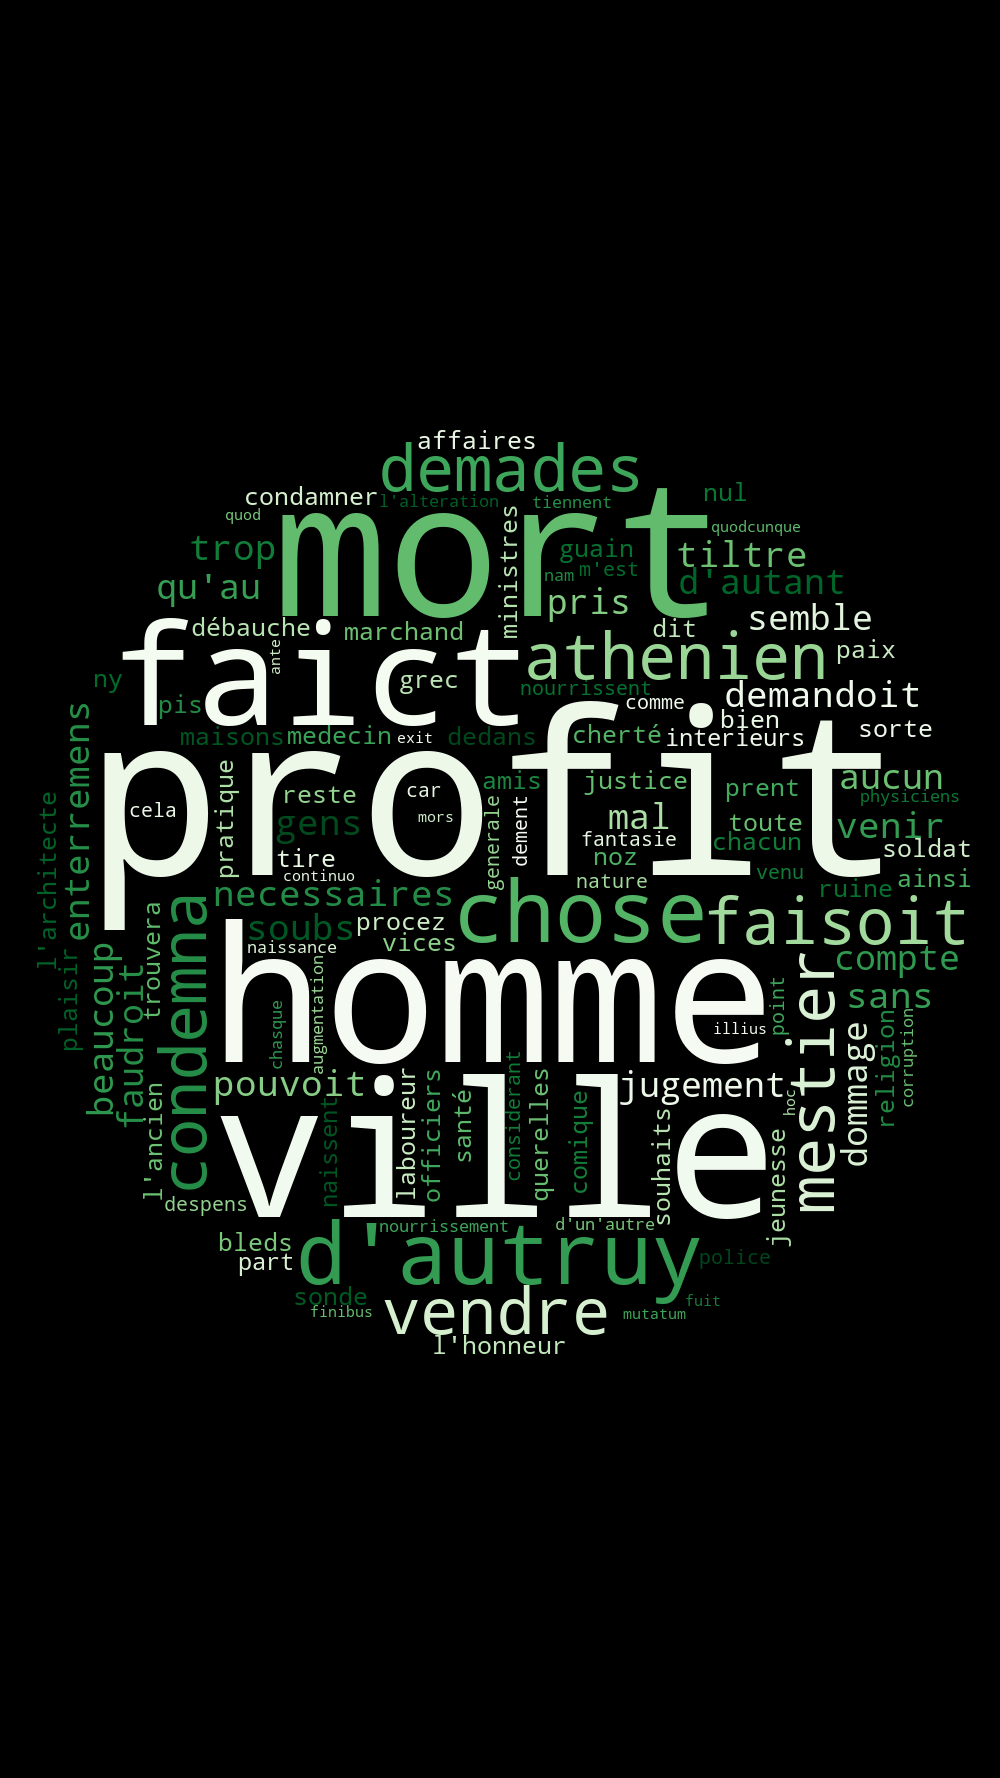 affaires
demades
condamner
l'alteration
tiennent
nul
quod
mort
quodcunque
ministres
trop
guain
tiltre
nam
m'est
qu'au
d'autant
pris
semble
débauche
marchand
dit
faict
ante
athenien
paix
ny
grec
nourrissent
demandoit
pis
comme
bien
sorte
enterremens
maisons
medecin
exit
dedans
cherté
interieurs
profit
pratique
reste
car
amis
justice
prent
aucun
physiciens
l'architecte
cela
gens
mors
generale
dement
mal
toute
venir
fantasie
chacun
soldat
tire
noz
continuo
nature
venu
ruine
ainsi
necessaires
chose
faisoit
soubs
procez
vices
naissance
condemna
trouvera
beaucoup
plaisir
faudroit
homme
augmentation
chasque
illius
point
mestier
compte
sans
dommage
religion
corruption
pouvoit
jugement
l'ancien
naissent
laboureur
officiers
santé
considerant
querelles
comique
souhaits
hoc
jeunesse
ville
despens
nourrissement
d'un'autre
bleds
d'autruy
part
police
sonde
finibus
vendre
fuit
mutatum
l'honneur